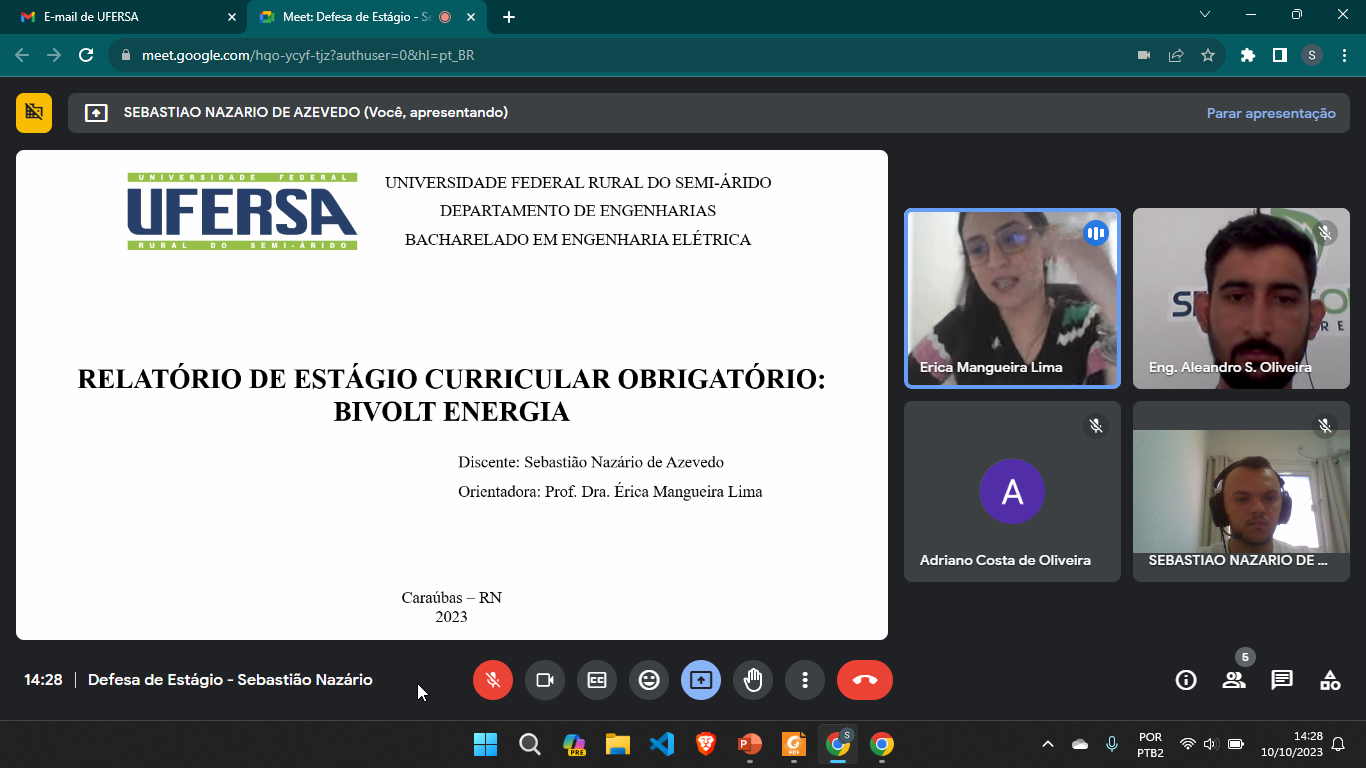 E-mail de UFERSA
Meet: Defesa de Estágio - Se
meet.google.com/hqo-ycyf-tjz?authuser=0&hl=pt_BR
S
SEBASTIAO NAZARIO DE AZEVEDO (Você, apresentando)
Parar apresentação
UNIVERSIDADE FEDERAL
UFERSA
RURAL DO SEMI-ÁRIDO
UNIVERSIDADE FEDERAL RURAL DO SEMI-ÁRIDO
DEPARTAMENTO DE ENGENHARIAS
BACHARELADO EM ENGENHARIA ELÉTRICA
RELATÓRIO DE ESTÁGIO CURRICULAR OBRIGATÓRIO:
BIVOLT ENERGIA
Discente: Sebastião Nazário de Azevedo
Orientadora: Prof. Dra. Érica Mangueira Lima
Caraúbas – RN
2023
Erica Mangueira Lima
Eng. Aleandro S. Oliveira
A
Adriano Costa de Oliveira
SEBASTIAO NAZARIO DE ...
14:28
Defesa de Estágio - Sebastião Nazário
5
PRE
P
PDF
S
POR
PTB2
14:28
10/10/2023